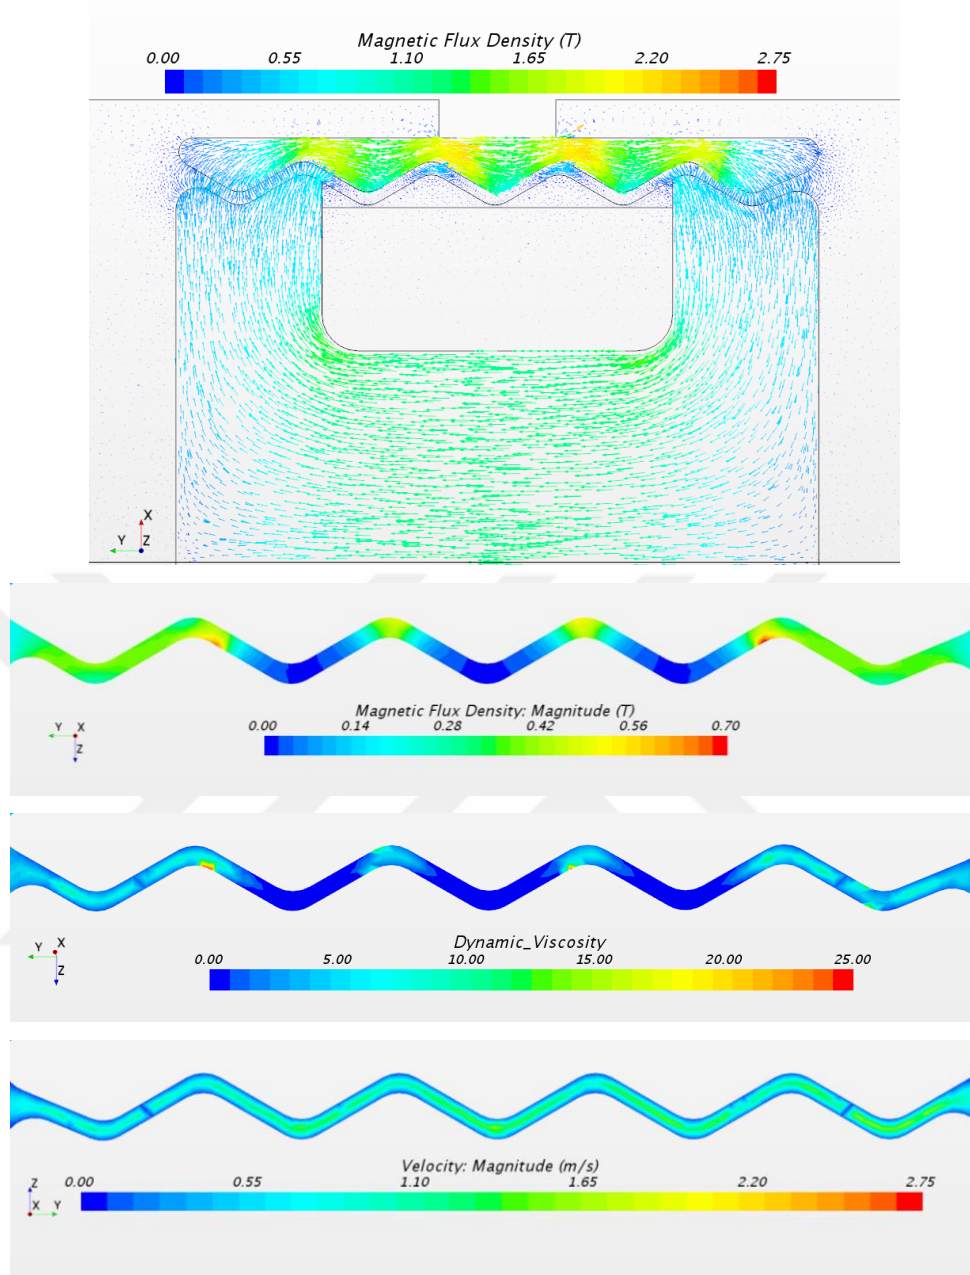 Magnetic Flux Density (T)
0.00 0.55 1.10 1.65 2.20 2.75
X
Y Z
Y X
Z
Magnetic Flux Density: Magnitude (T)
0.00 0.14 0.28 0.42 0.56 0.70
Y X
Z
Dynamic_Viscosity
0.00 5.00 10.00 15.00 20.00 25.00
Velocity: Magnitude (m/s)
Z 0.00 0.55 1.10 1.65 2.20 2.75
X Y